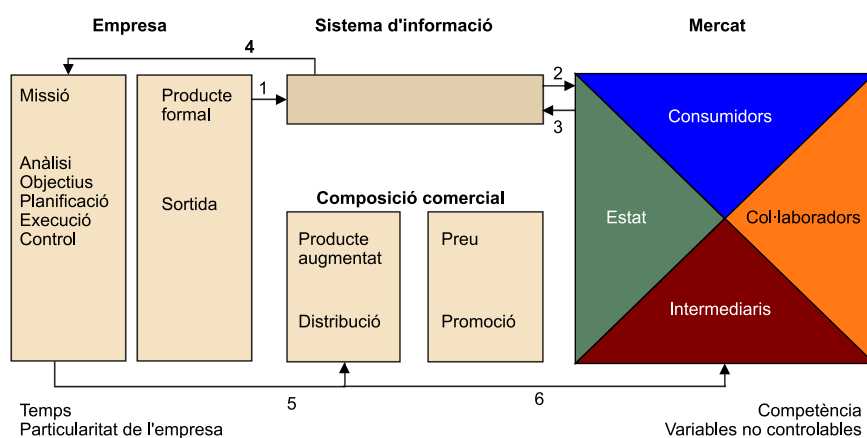 Empresa
Sistema d'informació
Mercat
4
Missió
Anàlisi
Objectius
Planificació
Execució
Control
Producte
formal
Sortida
1
2
3
Composició comercial
Producte
augmentat
Distribució
Preu
Promoció
Consumidors
Estat
Col·laboradors
Intermediaris
5
6
Temps
Particularitat de l'empresa
Competència
Variables no controlables